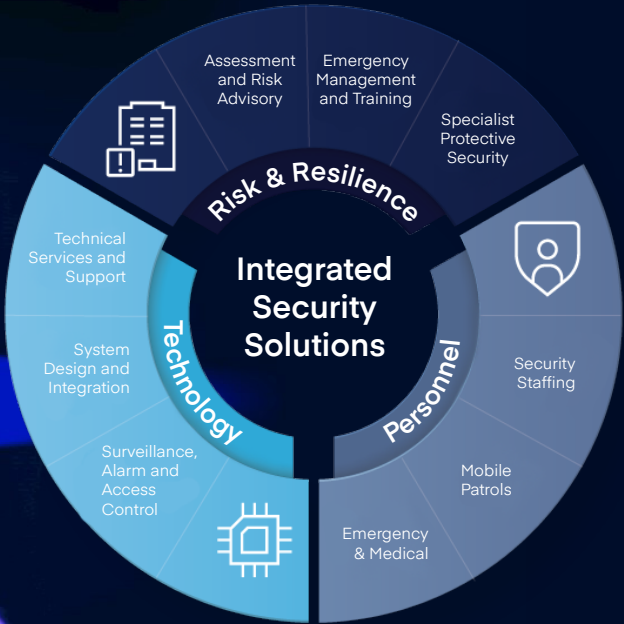 Assessment
and Risk
Advisory
Emergency
Management
and Training
Specialist
Protective
Security
Risk & Resilience
Integrated
Security
Solutions
Technical
Services and
Support
System
Design and
Integration
Surveillance,
Alarm and
Access
Control
Technology
Personnel
Security
Staffing
Mobile
Patrols
Emergency
& Medical